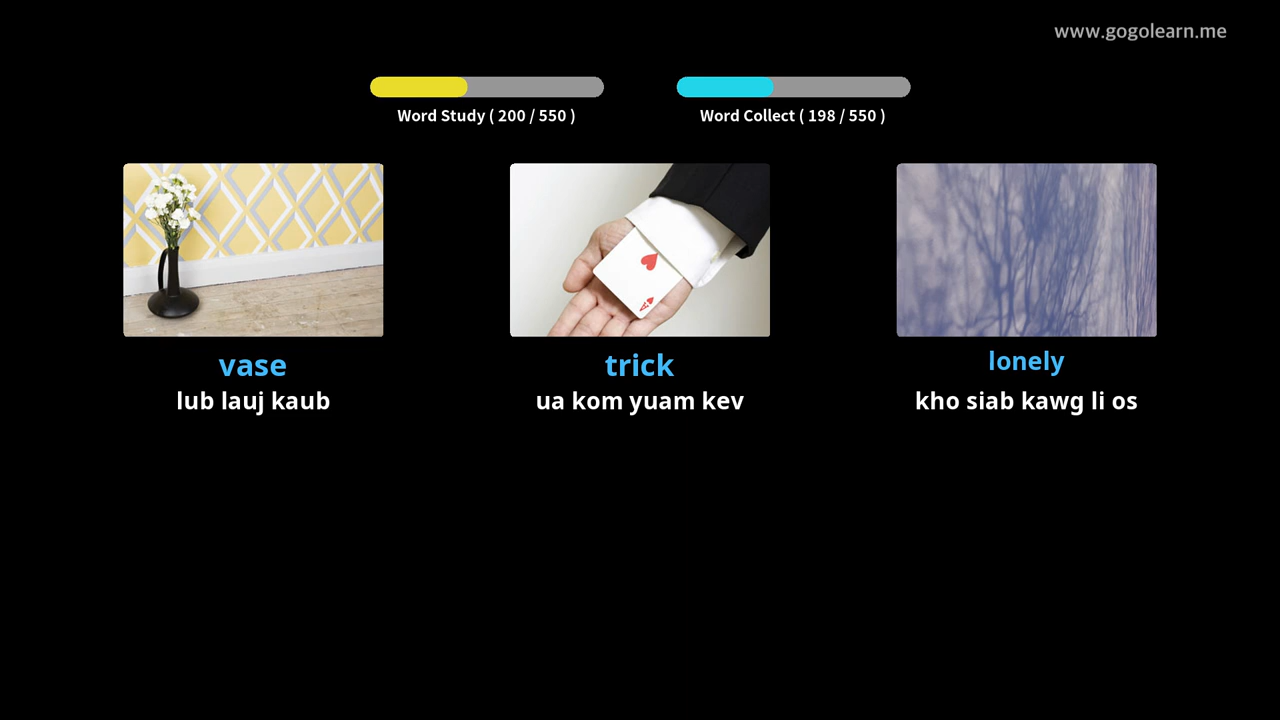 www.gogolearn.me
Word Study ( 200 / 550 )
Word Collect ( 198 / 550 )
vase
trick
lonely
lub lauj kaub
ua kom yuam kev
kho siab kawg li os